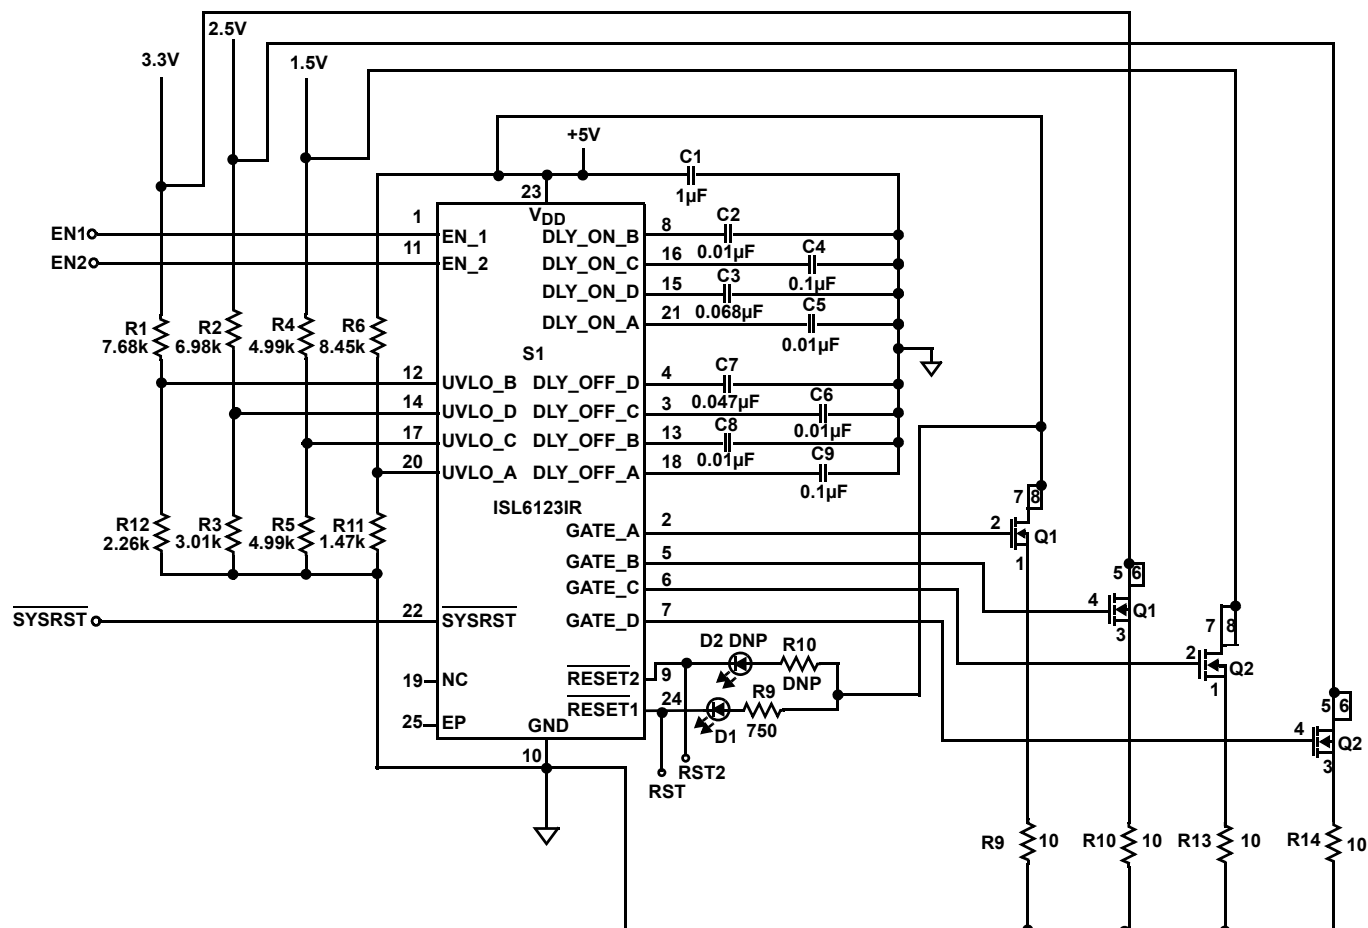 2.5V
3.3V
1.5V
+5V
C1
1µF
23
V<sub>DD</sub>
1
EN1
EN_1
11
EN2
EN_2
DLY_ON_B
8
C2
0.01µF
DLY_ON_C
16
C4
0.1µF
DLY_ON_D
15
C3
0.068µF
DLY_ON_A
21
C5
0.01µF
R1
7.68k
R2
6.98k
R4
4.99k
R6
8.45k
S1
12
UVLO_B
14
UVLO_D
17
UVLO_C
20
UVLO_A
DLY_OFF_D
4
C7
0.047µF
DLY_OFF_C
3
C6
0.01µF
DLY_OFF_B
13
C8
0.01µF
DLY_OFF_A
18
C9
0.1µF
ISL6123IR
R12
2.26k
R3
3.01k
R5
4.99k
R11
1.47k
GATE_A
2
GATE_B
5
GATE_C
6
GATE_D
7
7
8
2
Q1
1
5
6
4
Q1
3
7
8
2
Q2
1
5
6
4
Q2
3
SYSRST
22
SYSRST
19
NC
25
EP
GND
10
RESET2
9
D2 DNP
R10
DNP
RESET1
24
D1
R9
750
RST2
RST
R9
10
R10
10
R13
10
R14
10